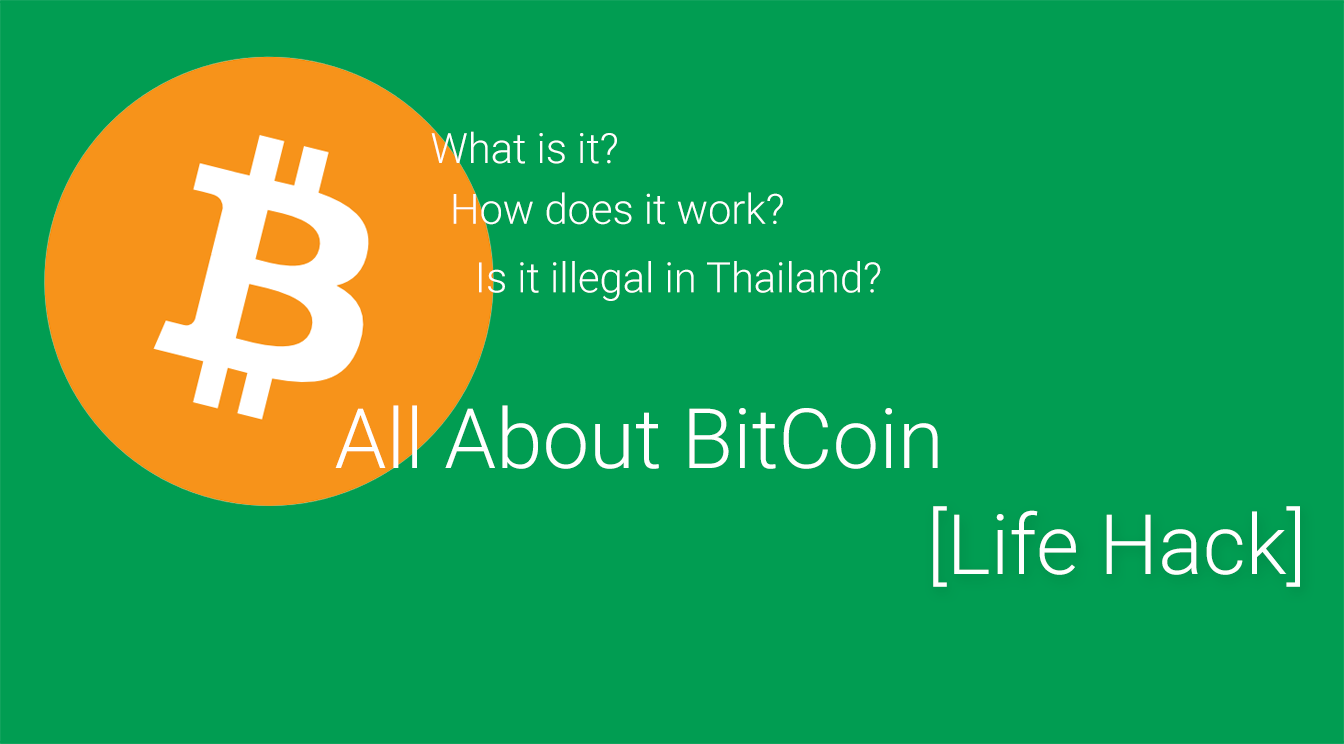 What is it?
How does it work?
Is it illegal in Thailand?
All About BitCoin
[Life Hack]